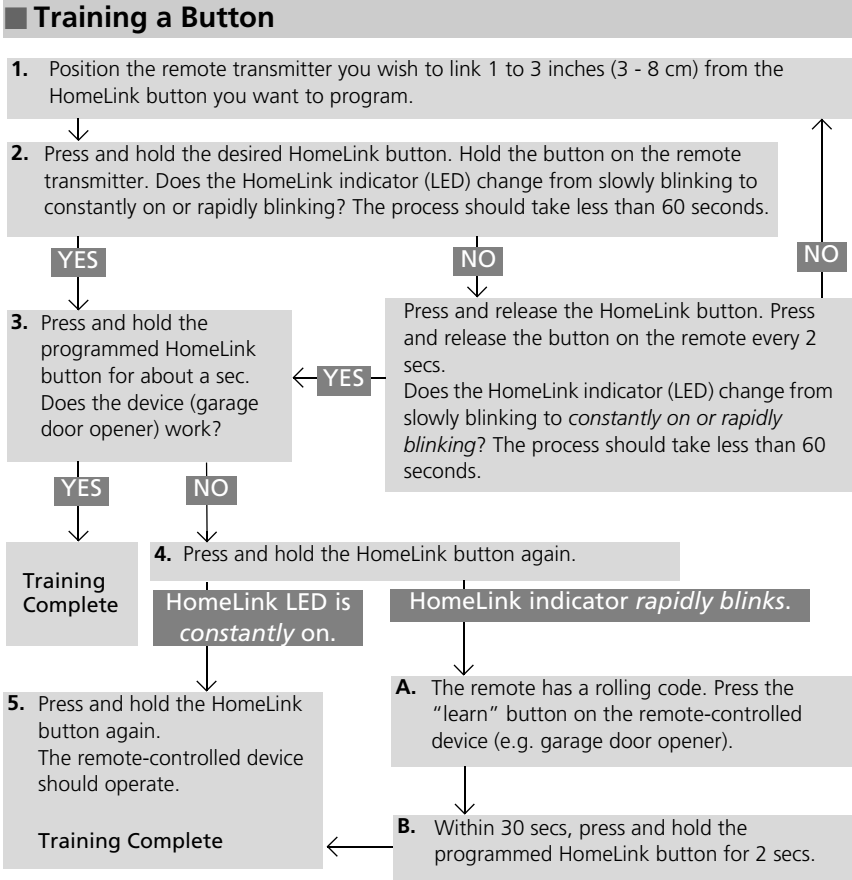 Training a Button
1. Position the remote transmitter you wish to link 1 to 3 inches (3 - 8 cm) from the
HomeLink button you want to program.
2. Press and hold the desired HomeLink button. Hold the button on the remote
transmitter. Does the HomeLink indicator (LED) change from slowly blinking to
constantly on or rapidly blinking? The process should take less than 60 seconds.
YES
NO
NO
3. Press and hold the
programmed HomeLink
button for about a sec.
Does the device (garage
door opener) work?
YES
Press and release the HomeLink button. Press
and release the button on the remote every 2
secs.
Does the HomeLink indicator (LED) change from
slowly blinking to constantly on or rapidly
blinking? The process should take less than 60
seconds.
YES
NO
Training
Complete
4. Press and hold the HomeLink button again.
HomeLink LED is
constantly on.
HomeLink indicator rapidly blinks.
5. Press and hold the HomeLink
button again.
The remote-controlled device
should operate.
Training Complete
A. The remote has a rolling code. Press the
“learn” button on the remote-controlled
device (e.g. garage door opener).
B. Within 30 secs, press and hold the
programmed HomeLink button for 2 secs.